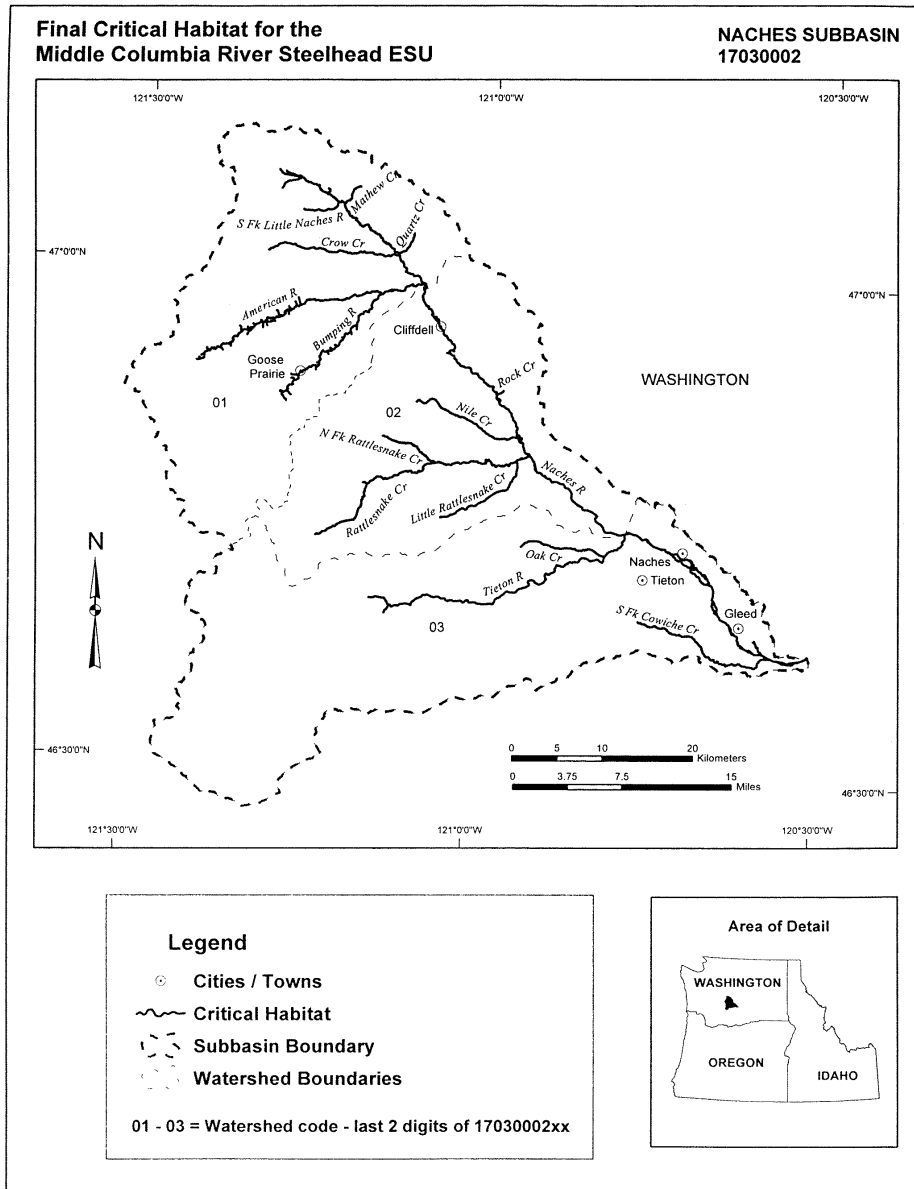 Final Critical Habitat for the
Middle Columbia River Steelhead ESU
NACHES SUBBASIN
17030002
121°30'0"W
121°0'0"W
120°30'0"W
Mathew Cr
S Fk Little Naches R
Quartz Cr
Crow Cr
47°0'0"N
47°0'0"N
American R
Bumping R
Cliffdell
Goose
Prairie
Rock Cr
WASHINGTON
01
02
Nile Cr
N Fk Rattlesnake Cr
Naches R
Little Rattlesnake Cr
Rattlesnake Cr
N
Oak Cr
Naches
Tieton
Tieton R
Gleed
S Fk Cowiche Cr
03
46°30'0"N
0 5 10 20
Kilometers
0 3.75 7.5 15
Miles
46°30'0"N
121°30'0"W
121°0'0"W
120°30'0"W
Legend
Cities / Towns
Critical Habitat
Subbasin Boundary
Watershed Boundaries
01 - 03 = Watershed code - last 2 digits of 17030002xx
Area of Detail
WASHINGTON
OREGON
IDAHO